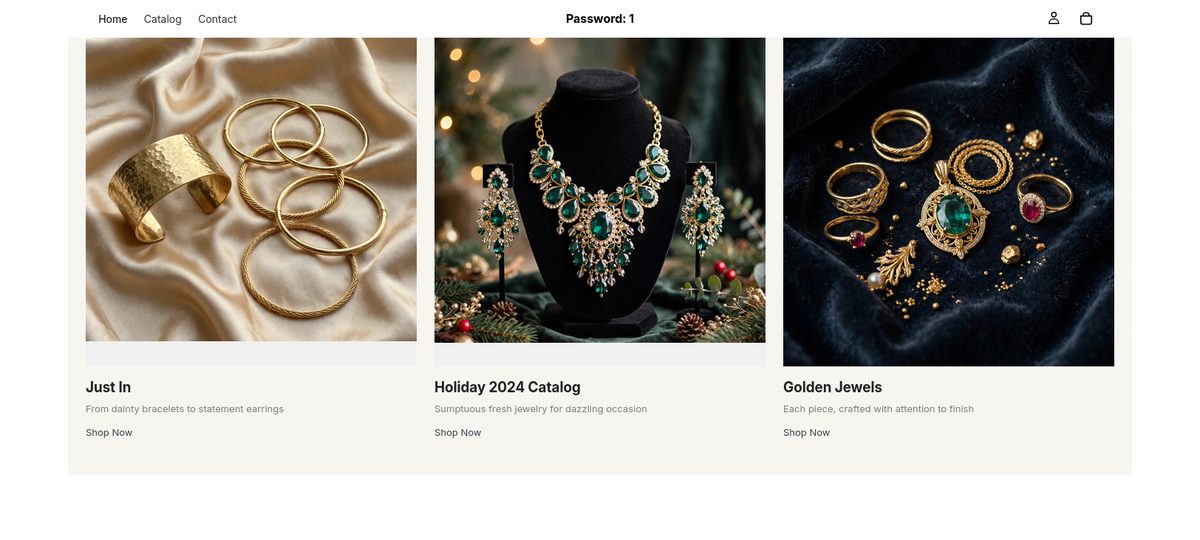 Home Catalog Contact Password: 1
Just In
From dainty bracelets to statement earrings
Shop Now
Holiday 2024 Catalog
Sumptuous fresh jewelry for dazzling occasion
Shop Now
Golden Jewels
Each piece, crafted with attention to finish
Shop Now